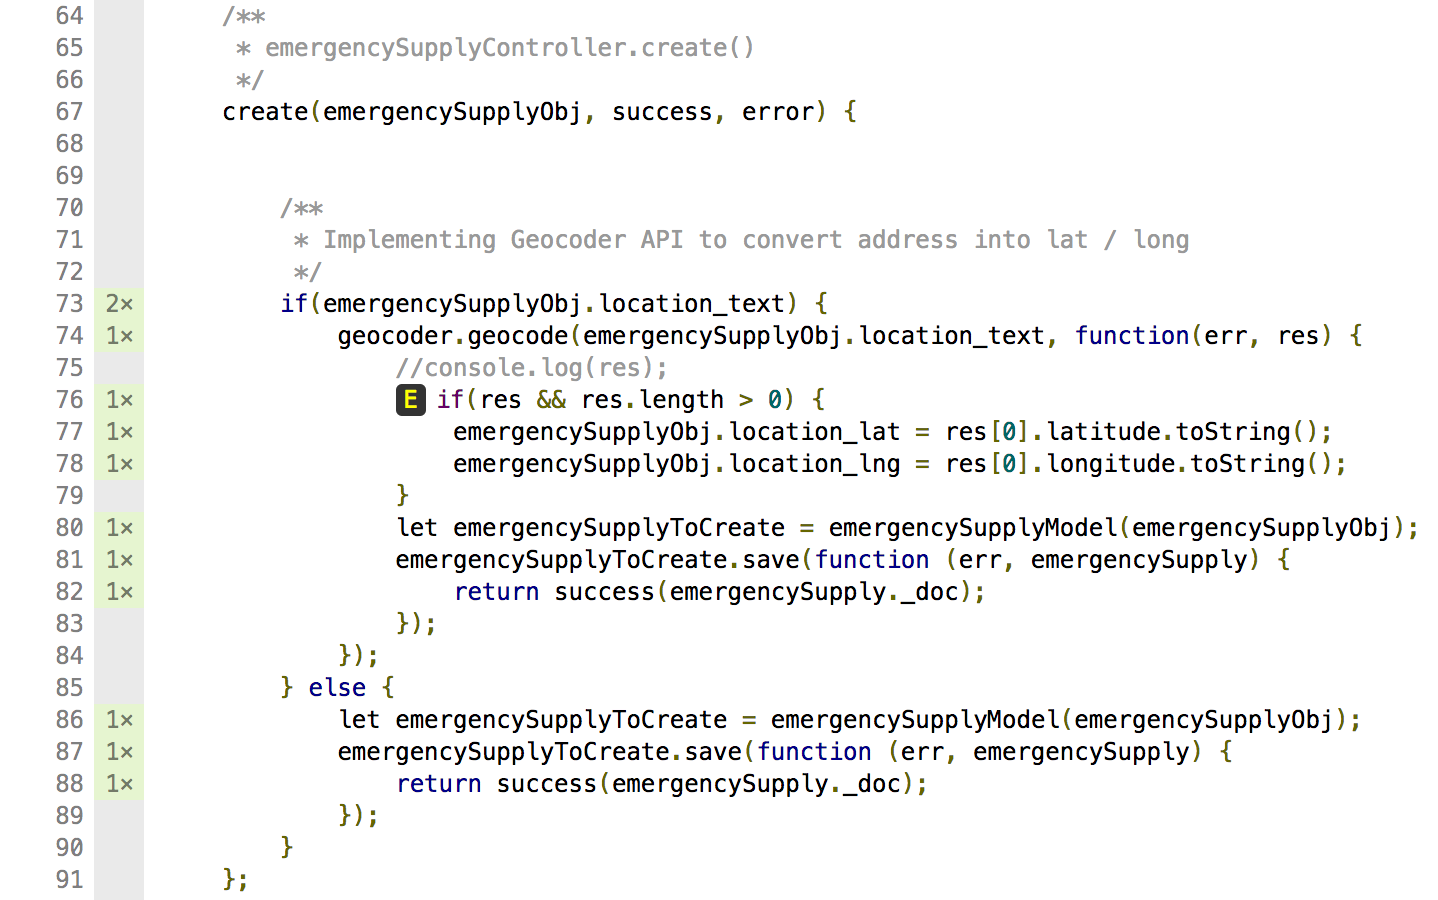 64 /**
65 * emergencySupplyController.create()
66 */
67 create(emergencySupplyObj, success, error) {
68
69
70 /**
71 * Implementing Geocoder API to convert address into lat / long
72 */
73 2× if(emergencySupplyObj.location_text) {
74 1× geocoder.geocode(emergencySupplyObj.location_text, function(err, res) {
75 //console.log(res);
76 1× E if(res && res.length > 0) {
77 1× emergencySupplyObj.location_lat = res[0].latitude.toString();
78 1× emergencySupplyObj.location_lng = res[0].longitude.toString();
79 }
80 1× let emergencySupplyToCreate = emergencySupplyModel(emergencySupplyObj);
81 1× emergencySupplyToCreate.save(function (err, emergencySupply) {
82 1× return success(emergencySupply._doc);
83 });
84 });
85 } else {
86 1× let emergencySupplyToCreate = emergencySupplyModel(emergencySupplyObj);
87 1× emergencySupplyToCreate.save(function (err, emergencySupply) {
88 1× return success(emergencySupply._doc);
89 });
90 }
91 };